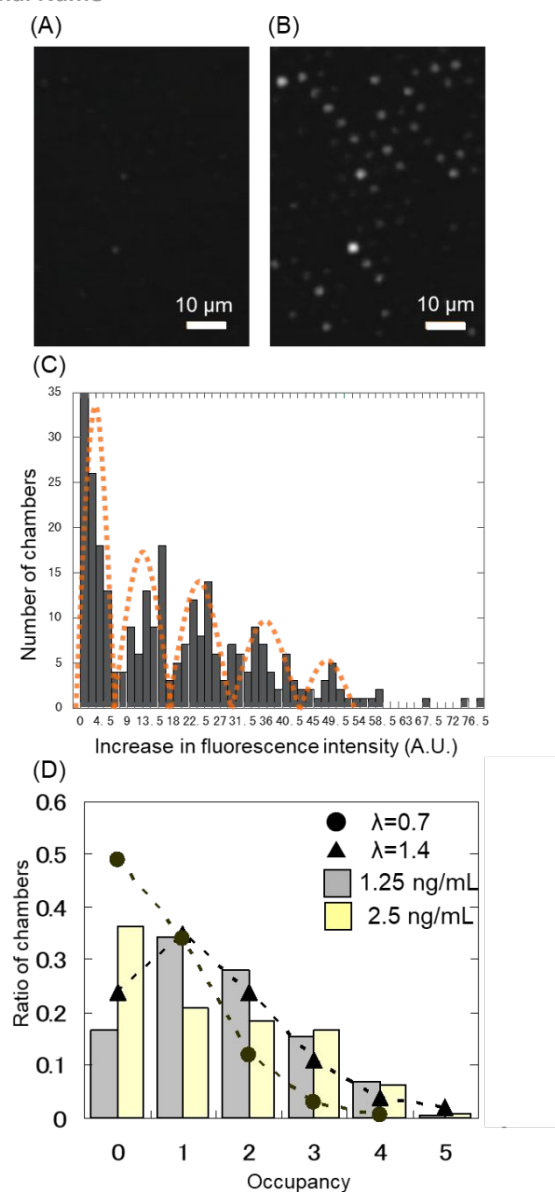 (A)
(B)
10 µm
10 µm
(C)
35
30
25
20
15
10
5
0
Number of chambers
0 4.5 9 13.5 18 22.5 27 31.5 36 40.5 45 49.5 54 58.5 63 67.5 72 76.5
Increase in fluorescence intensity (A.U.)
(D)
0.6
0.5
0.4
0.3
0.2
0.1
0
Ratio of chambers
λ=0.7
λ=1.4
1.25 ng/mL
2.5 ng/mL
0 1 2 3 4 5
Occupancy